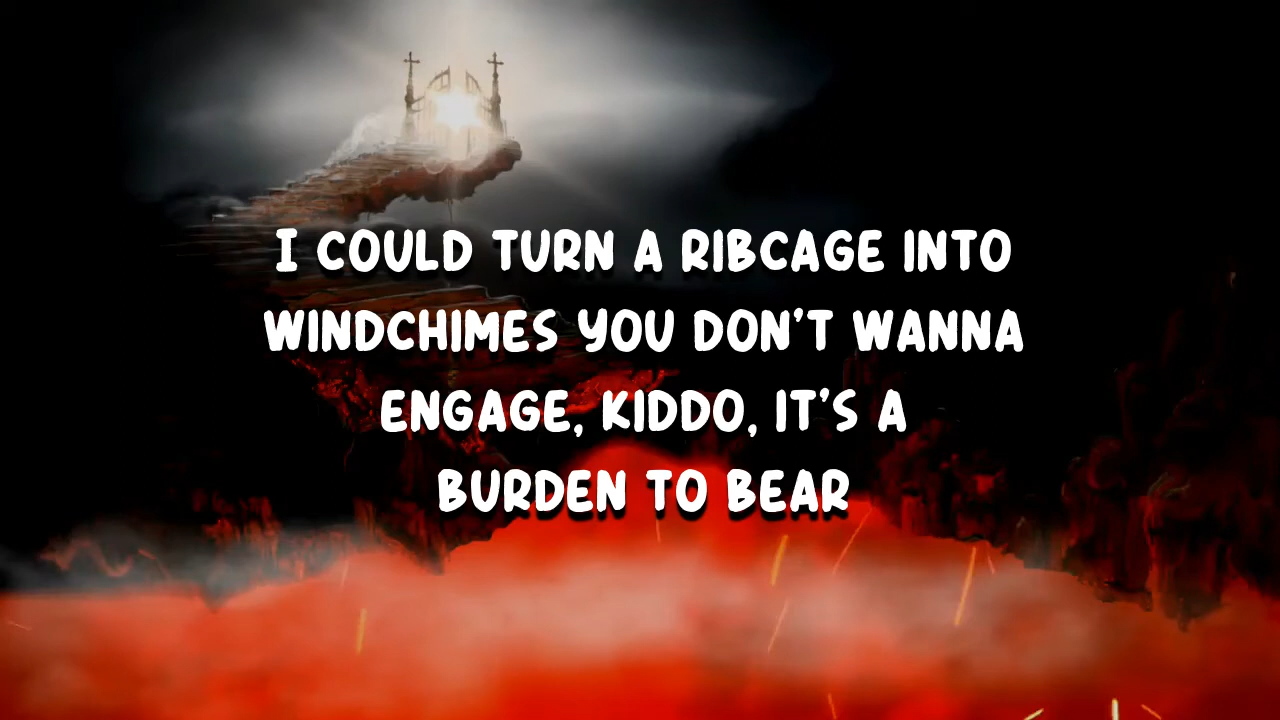 I COULD TURN A RIBCAGE INTO
WINDCHIMES YOU DON'T WANNA
ENGAGE, KIDDO, IT'S A
BURDEN TO BEAR